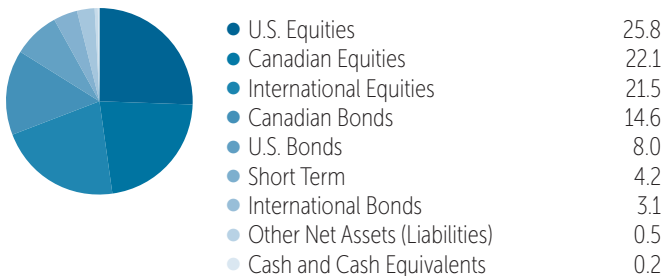 U.S. Equities 25.8
Canadian Equities 22.1
International Equities 21.5
Canadian Bonds 14.6
U.S. Bonds 8.0
Short Term 4.2
International Bonds 3.1
Other Net Assets (Liabilities) 0.5
Cash and Cash Equivalents 0.2